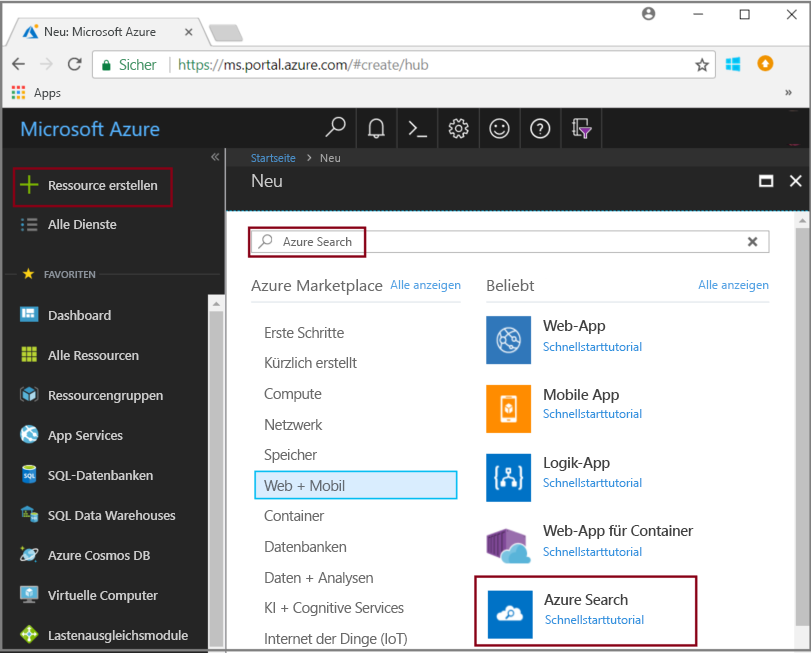 Neu: Microsoft Azure
Sicher
https://ms.portal.azure.com/#create/hub
Apps
»
Microsoft Azure
Ressource erstellen
Alle Dienste
FAVORITEN
Dashboard
Alle Ressourcen
Ressourcengruppen
App Services
SQL-Datenbanken
SQL Data Warehouses
Azure Cosmos DB
Virtuelle Computer
Lastenausgleichsmodule
Startseite > Neu
Neu
Azure Search
Azure Marketplace Alle anzeigen
Erste Schritte
Kürzlich erstellt
Compute
Netzwerk
Speicher
Web + Mobil
Container
Datenbanken
Daten + Analysen
KI + Cognitive Services
Internet der Dinge (IoT)
Beliebt Alle anzeigen
Web-App
Schnellstarttutorial
Mobile App
Schnellstarttutorial
Logik-App
Schnellstarttutorial
Web-App für Container
Schnellstarttutorial
Azure Search
Schnellstarttutorial